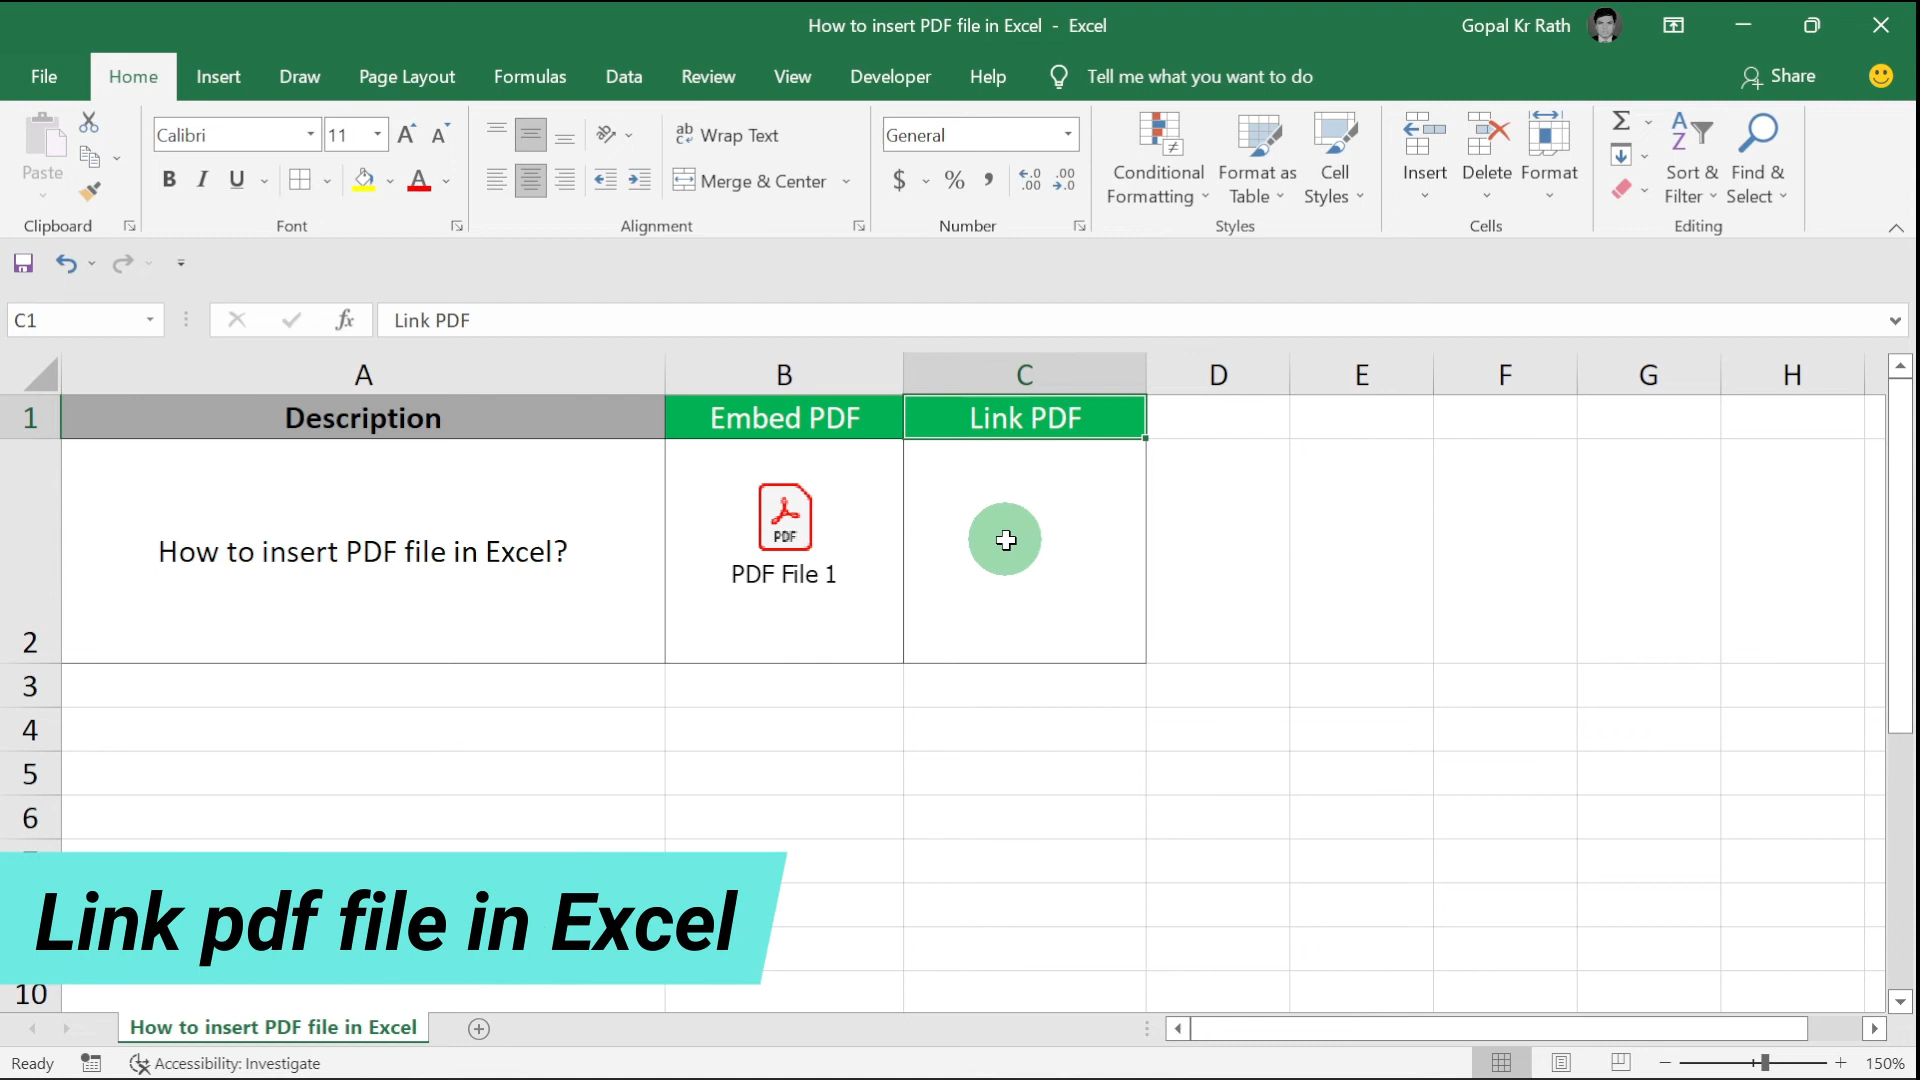 How to insert PDF file in Excel - Excel
Gopal Kr Rath
File Home Insert Draw Page Layout Formulas Data Review View Developer Help Tell me what you want to do Share
Paste
Clipboard
Calibri 11
B I U A
Font
Wrap Text
Merge & Center
Alignment
General
$ % ,
Number
Conditional Formatting
Format as Table
Cell Styles
Styles
Insert Delete Format
Cells
Sort & Filter
Find & Select
Editing
C1 fx Link PDF
A B C D E F G H
1 Description Embed PDF Link PDF
PDF
How to insert PDF file in Excel? PDF File 1
2
3
4
5
6
Link pdf file in Excel
10
How to insert PDF file in Excel
Ready Accessibility: Investigate 150%